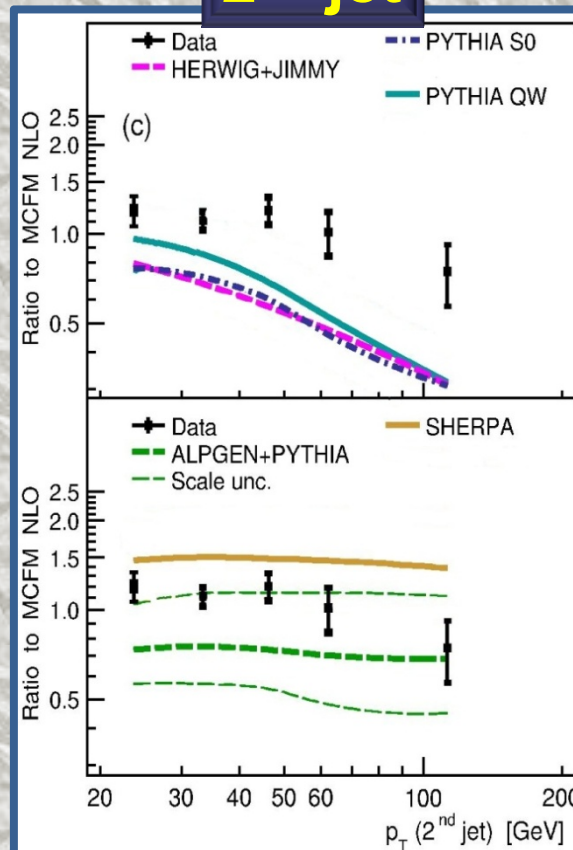 jet
Data
HERWIG+JIMMY
PYTHIA S0
PYTHIA QW
(c)
Ratio to MCFM NLO
2.5
2.0
1.5
1.0
0.5
Data
ALPGEN+PYTHIA
Scale unc.
SHERPA
Ratio to MCFM NLO
2.5
2.0
1.5
1.0
0.5
20 30 40 50 60 100 200
p_T (2^nd jet) [GeV]